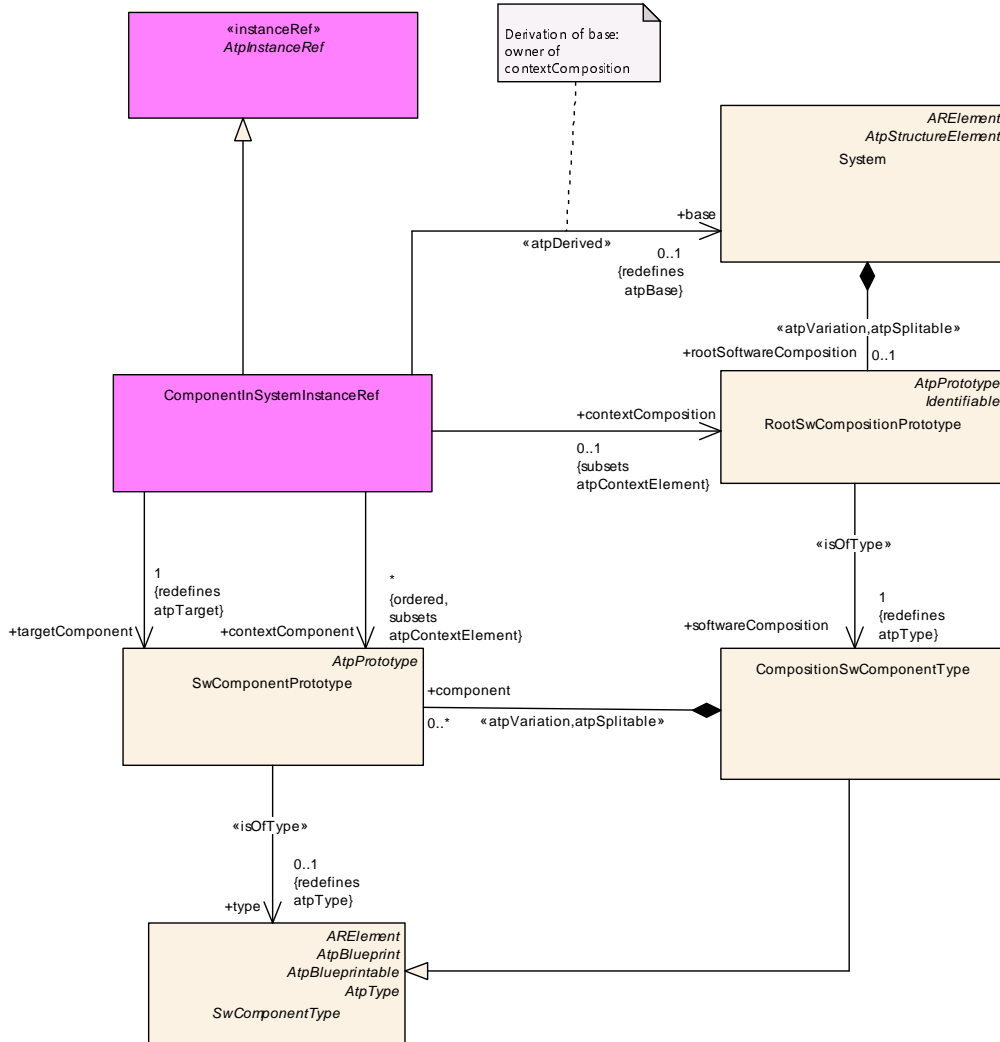 «instanceRef»
AtpInstanceRef
Derivation of base:
owner of
contextComposition
ARElement
AtpStructureElement
System
+base
«atpDerived»
0..1
{redefines
atpBase}
«atpVariation,atpSplitable»
+rootSoftwareComposition
0..1
ComponentInSystemInstanceRef
+contextComposition
0..1
{subsets
atpContextElement}
AtpPrototype
Identifiable
RootSwCompositionPrototype
«isOfType»
1
{redefines
atpTarget}
+targetComponent
*
{ordered,
subsets
atpContextElement}
+contextComponent
1
{redefines
atpType}
+softwareComposition
AtpPrototype
SwComponentPrototype
+component
0..*
«atpVariation,atpSplitable»
CompositionSwComponentType
«isOfType»
0..1
{redefines
atpType}
+type
ARElement
AtpBlueprint
AtpBlueprintable
AtpType
SwComponentType